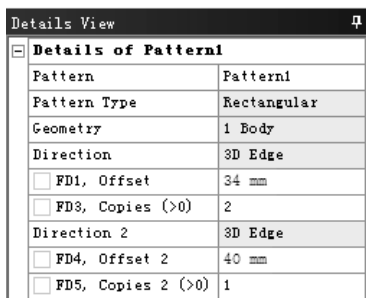 Details View
Details of Pattern1
Pattern Pattern1
Pattern Type Rectangular
Geometry 1 Body
Direction 3D Edge
FD1, Offset 34 mm
FD3, Copies (>0) 2
Direction 2 3D Edge
FD4, Offset 2 40 mm
FD5, Copies 2 (>0) 1